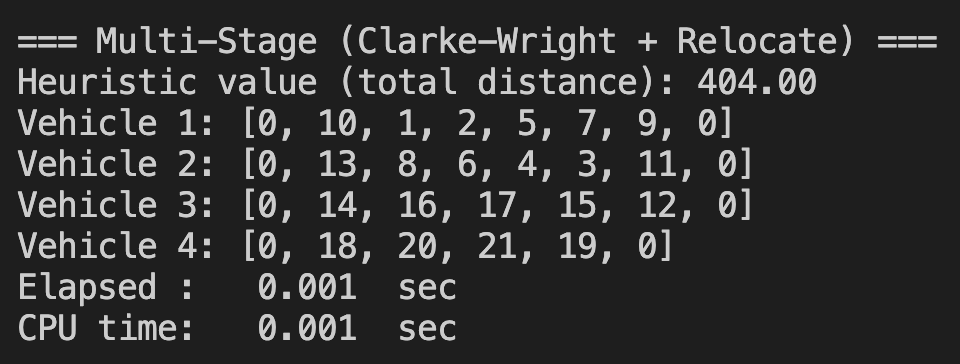 === Multi-Stage (Clarke-Wright + Relocate) ===
Heuristic value (total distance): 404.00
Vehicle 1: [0, 10, 1, 2, 5, 7, 9, 0]
Vehicle 2: [0, 13, 8, 6, 4, 3, 11, 0]
Vehicle 3: [0, 14, 16, 17, 15, 12, 0]
Vehicle 4: [0, 18, 20, 21, 19, 0]
Elapsed :   0.001  sec
CPU time:   0.001  sec